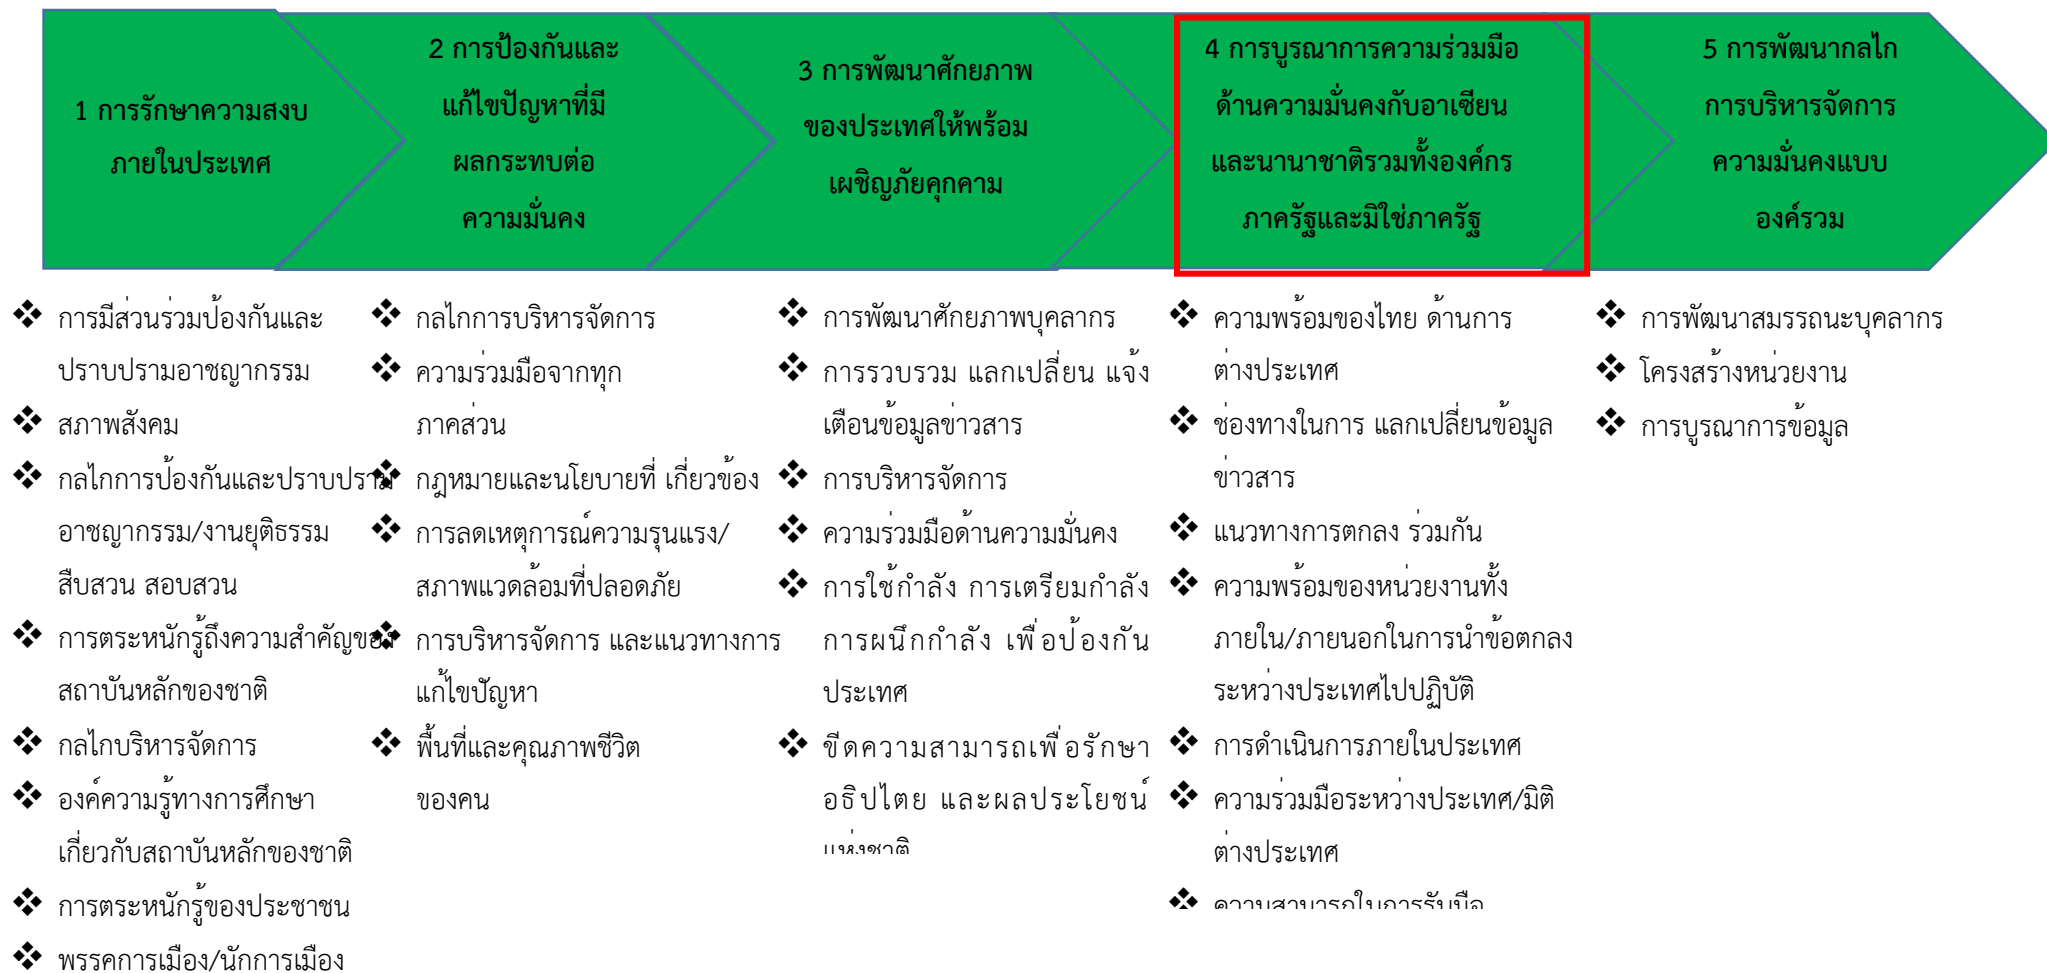 1 การรักษาความสงบ
ภายในประเทศ
2 การป้องกันและ
แก้ไขปัญหาที่มี
ผลกระทบต่อ
ความมั่นคง
3 การพัฒนาศักยภาพ
ของประเทศให้พร้อม
เผชิญภัยคุกคาม
4 การบูรณาการความร่วมมือ
ด้านความมั่นคงกับอาเซียน
และนานาชาติรวมทั้งองค์กร
ภาครัฐและมิใช่ภาครัฐ
5 การพัฒนากลไก
การบริหารจัดการ
ความมั่นคงแบบ
องค์รวม
❖ การมีส่วนร่วมป้องกันและ
ปราบปรามอาชญากรรม
❖ สภาพสังคม
❖ กลไกการป้องกันและปราบปราม
อาชญากรรม/งานยุติธรรม
สืบสวน สอบสวน
❖ การตระหนักรู้ถึงความสำคัญของ
สถาบันหลักของชาติ
❖ กลไกบริหารจัดการ
❖ องค์ความรู้ทางการศึกษา
เกี่ยวกับสถาบันหลักของชาติ
❖ การตระหนักรู้ของประชาชน
❖ พรรคการเมือง/นักการเมือง
❖ กลไกการบริหารจัดการ
❖ ความร่วมมือจากทุก
ภาคส่วน
❖ กฎหมายและนโยบายที่ เกี่ยวข้อง
❖ การลดเหตุการณ์ความรุนแรง/
สภาพแวดล้อมที่ปลอดภัย
❖ การบริหารจัดการ และแนวทางการ
แก้ไขปัญหา
❖ พื้นที่และคุณภาพชีวิต
ของคน
❖ การพัฒนาศักยภาพบุคลากร
❖ การรวบรวม แลกเปลี่ยน แจ้ง
เตือนข้อมูลข่าวสาร
❖ การบริหารจัดการ
❖ ความร่วมมือด้านความมั่นคง
❖ การใช้กำลัง การเตรียมกำลัง
การผนึกกำลัง เพื่อป้องกัน
ประเทศ
❖ ขีดความสามารถเพื่อรักษา
อธิปไตย และผลประโยชน์
แห่งชาติ
❖ ความพร้อมของไทย ด้านการ
ต่างประเทศ
❖ ช่องทางในการ แลกเปลี่ยนข้อมูล
ข่าวสาร
❖ แนวทางการตกลง ร่วมกัน
❖ ความพร้อมของหน่วยงานทั้ง
ภายใน/ภายนอกในการนำข้อตกลง
ระหว่างประเทศไปปฏิบัติ
❖ การดำเนินการภายในประเทศ
❖ ความร่วมมือระหว่างประเทศ/มิติ
ต่างประเทศ
❖ ความสามารถในการรับมือ
❖ การพัฒนาสมรรถนะบุคลากร
❖ โครงสร้างหน่วยงาน
❖ การบูรณาการข้อมูล